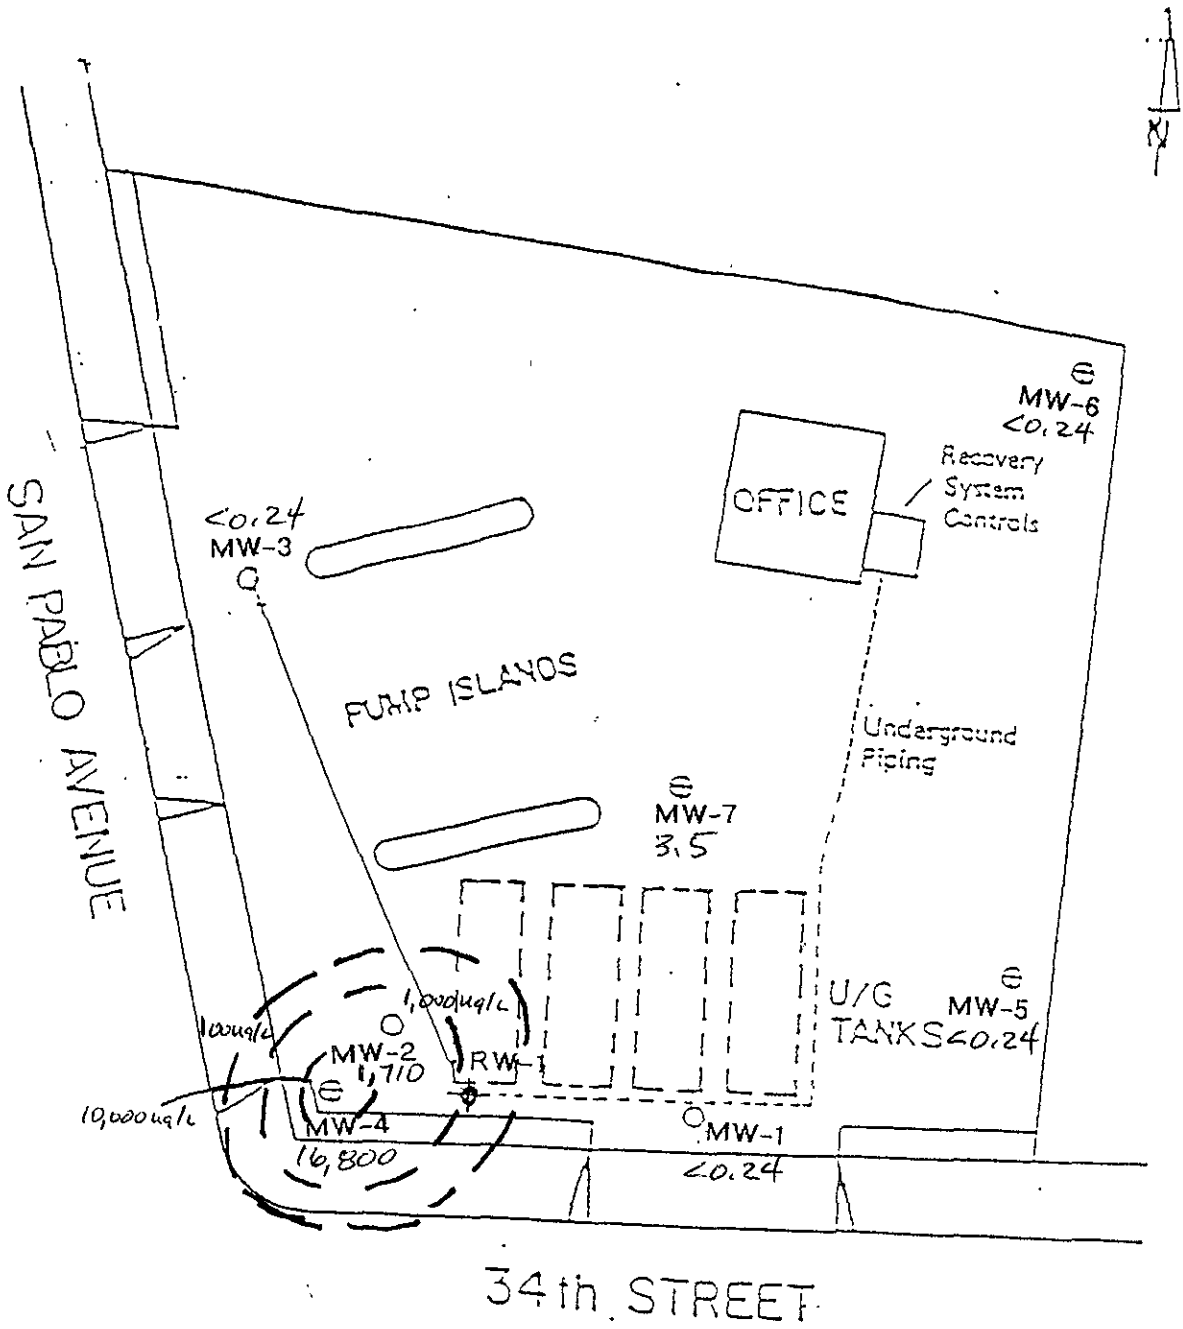 N
MW-6
<0.24
Recovery
System
Controls
OFFICE
<0.24
MW-3
SAN PABLO AVENUE
PUMP ISLANDS
Underground
Piping
MW-7
3.5
U/G
TANKS
MW-5
<0.24
1,000ug/L
100ug/L
MW-2
1,710
RW-1
10,000ug/L
MW-4
16,800
MW-1
<0.24
34th STREET